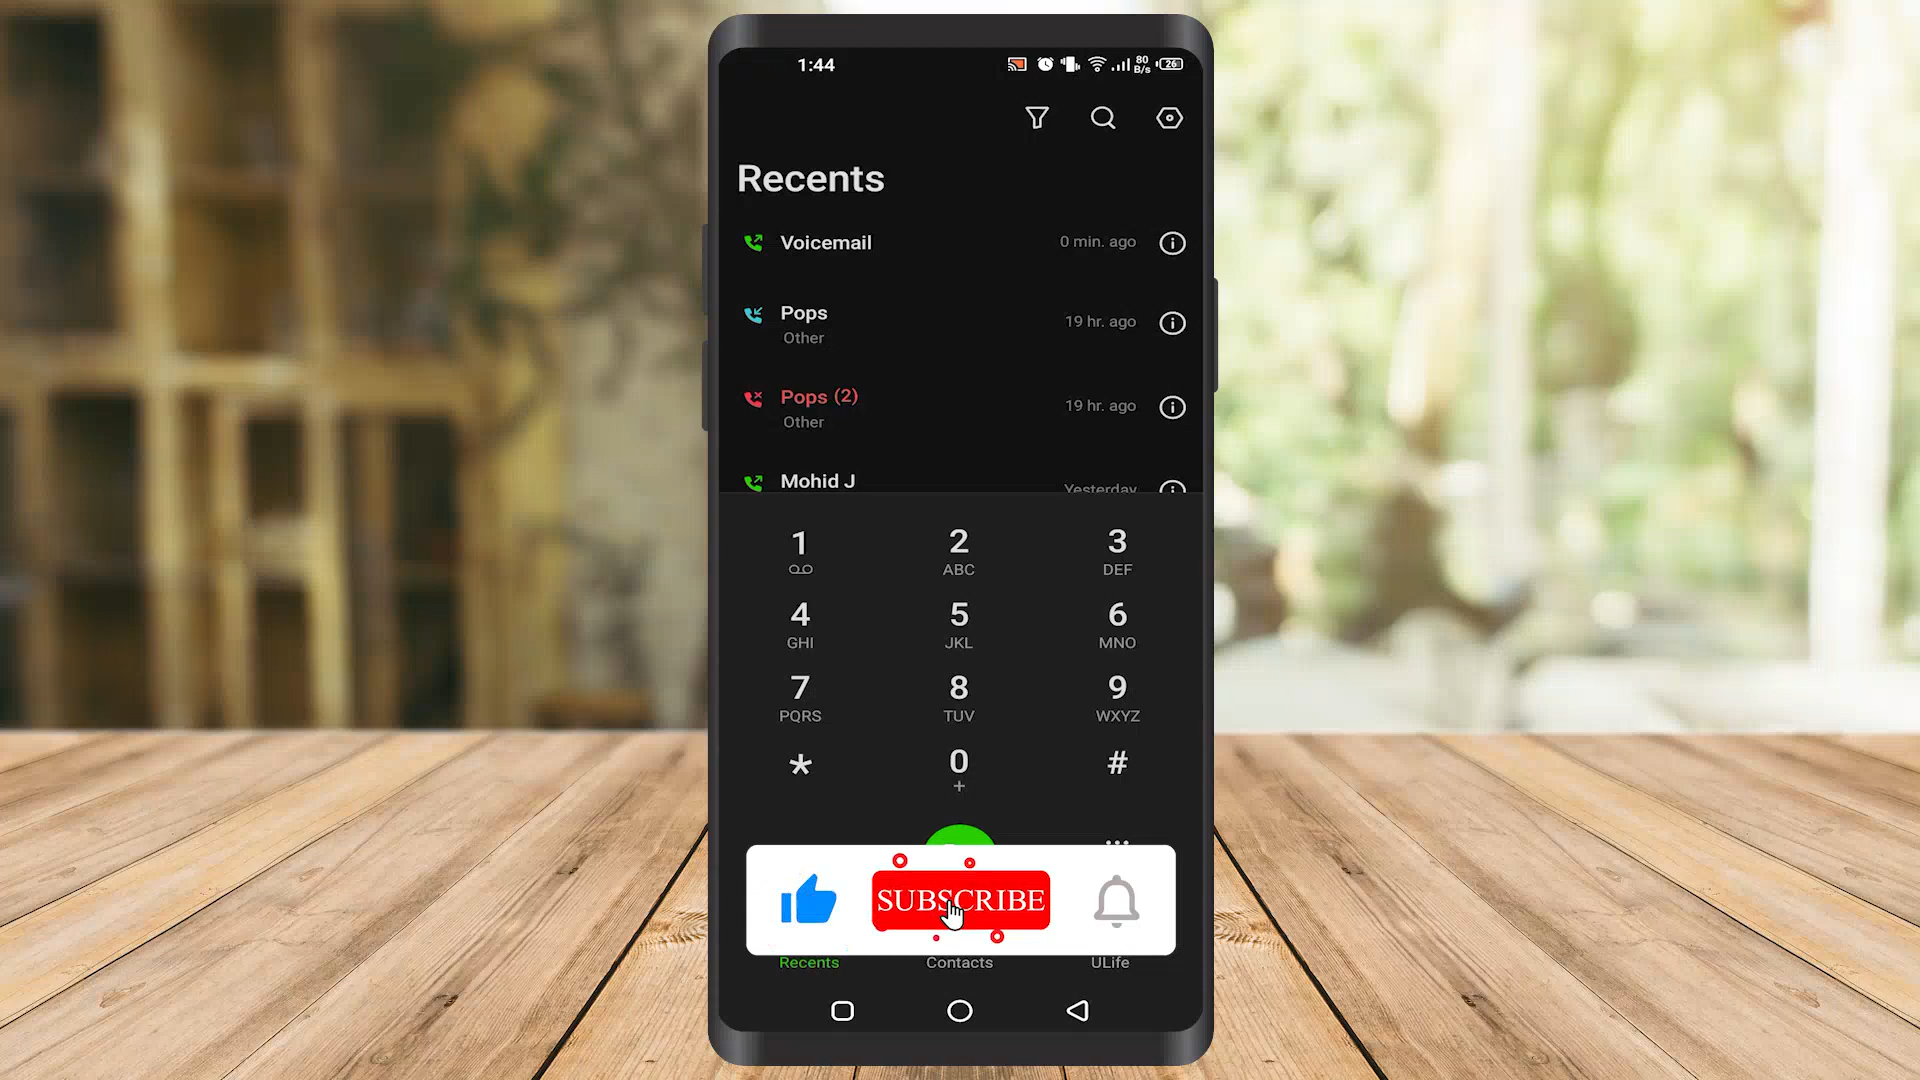 1:44
80
B/s
26
Recents
Voicemail
0 min. ago
Pops
19 hr. ago
Other
Pops (2)
19 hr. ago
Other
Mohid J
Yesterday
1
2
ABC
3
DEF
4
GHI
5
JKL
6
MNO
7
PQRS
8
TUV
9
WXYZ
*
0
+
#
SUBSCRIBE
Recents
Contacts
ULife